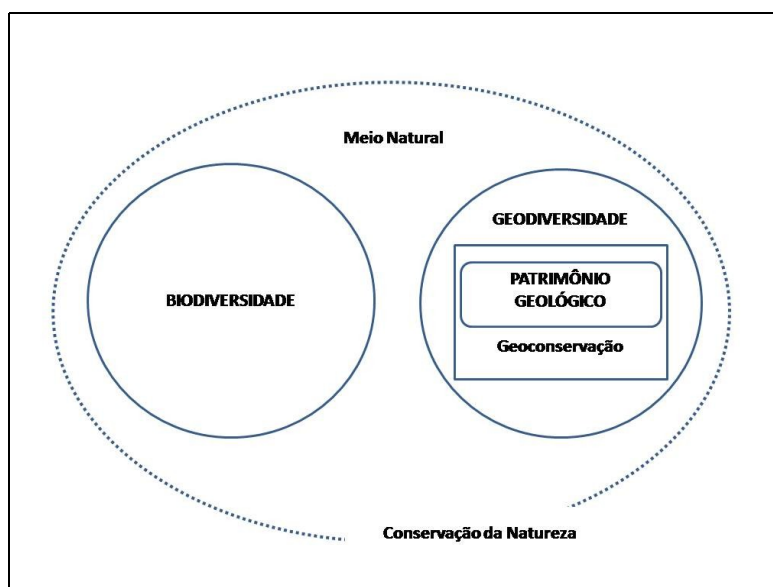 Meio Natural
GEODIVERSIDADE
BIODIVERSIDADE
PATRIMÔNIO
GEOLÓGICO
Geoconservação
Conservação da Natureza